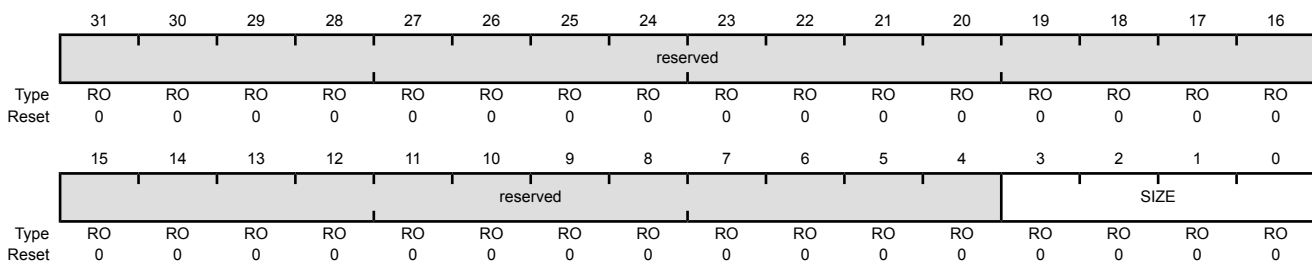 31 30 29 28 27 26 25 24 23 22 21 20 19 18 17 16
reserved
Type RO RO RO RO RO RO RO RO RO RO RO RO RO RO RO RO
Reset 0 0 0 0 0 0 0 0 0 0 0 0 0 0 0 0
15 14 13 12 11 10 9 8 7 6 5 4 3 2 1 0
reserved SIZE
Type RO RO RO RO RO RO RO RO RO RO RO RO RO RO RO RO
Reset 0 0 0 0 0 0 0 0 0 0 0 0 0 0 0 0